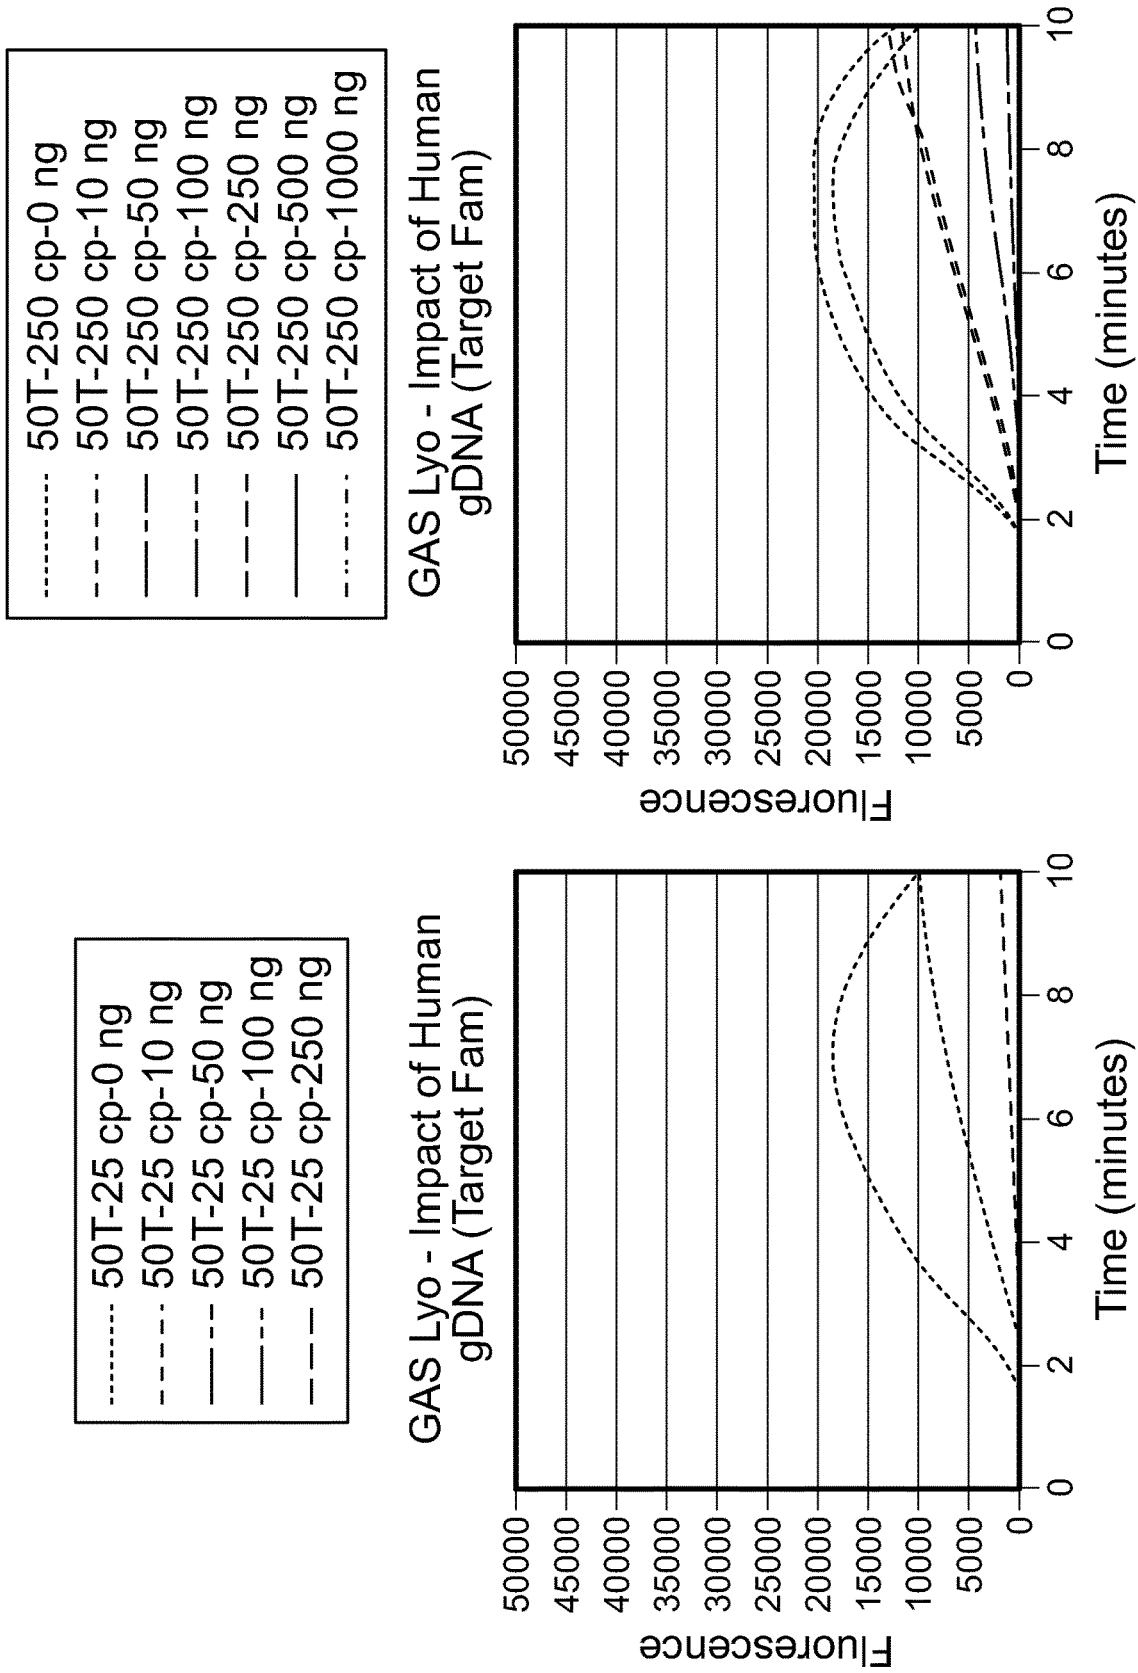 50T-25 cp-0 ng
50T-25 cp-10 ng
50T-25 cp-50 ng
50T-25 cp-100 ng
50T-25 cp-250 ng
GAS Lyo - Impact of Human
gDNA (Target Fam)
Fluorescence
50000
45000
40000
35000
30000
25000
20000
15000
10000
5000
0
0 2 4 6 8 10
Time (minutes)
50T-250 cp-0 ng
50T-250 cp-10 ng
50T-250 cp-50 ng
50T-250 cp-100 ng
50T-250 cp-250 ng
50T-250 cp-500 ng
50T-250 cp-1000 ng
GAS Lyo - Impact of Human
gDNA (Target Fam)
Fluorescence
50000
45000
40000
35000
30000
25000
20000
15000
10000
5000
0
0 2 4 6 8 10
Time (minutes)